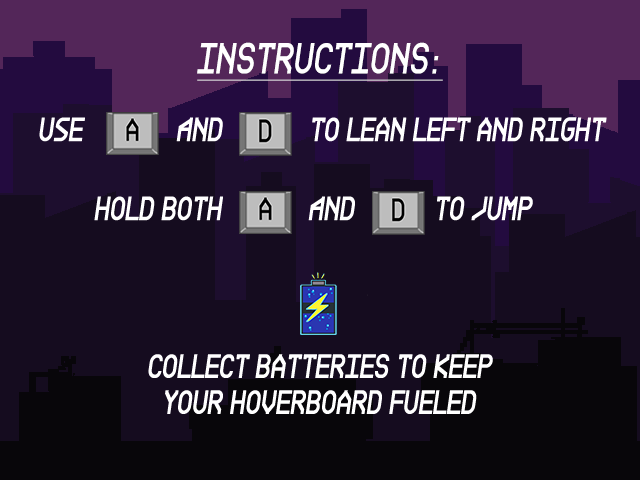 INSTRUCTIONS:
USE A AND D TO LEAN LEFT AND RIGHT
HOLD BOTH A AND D TO JUMP
COLLECT BATTERIES TO KEEP
YOUR HOVERBOARD FUELED